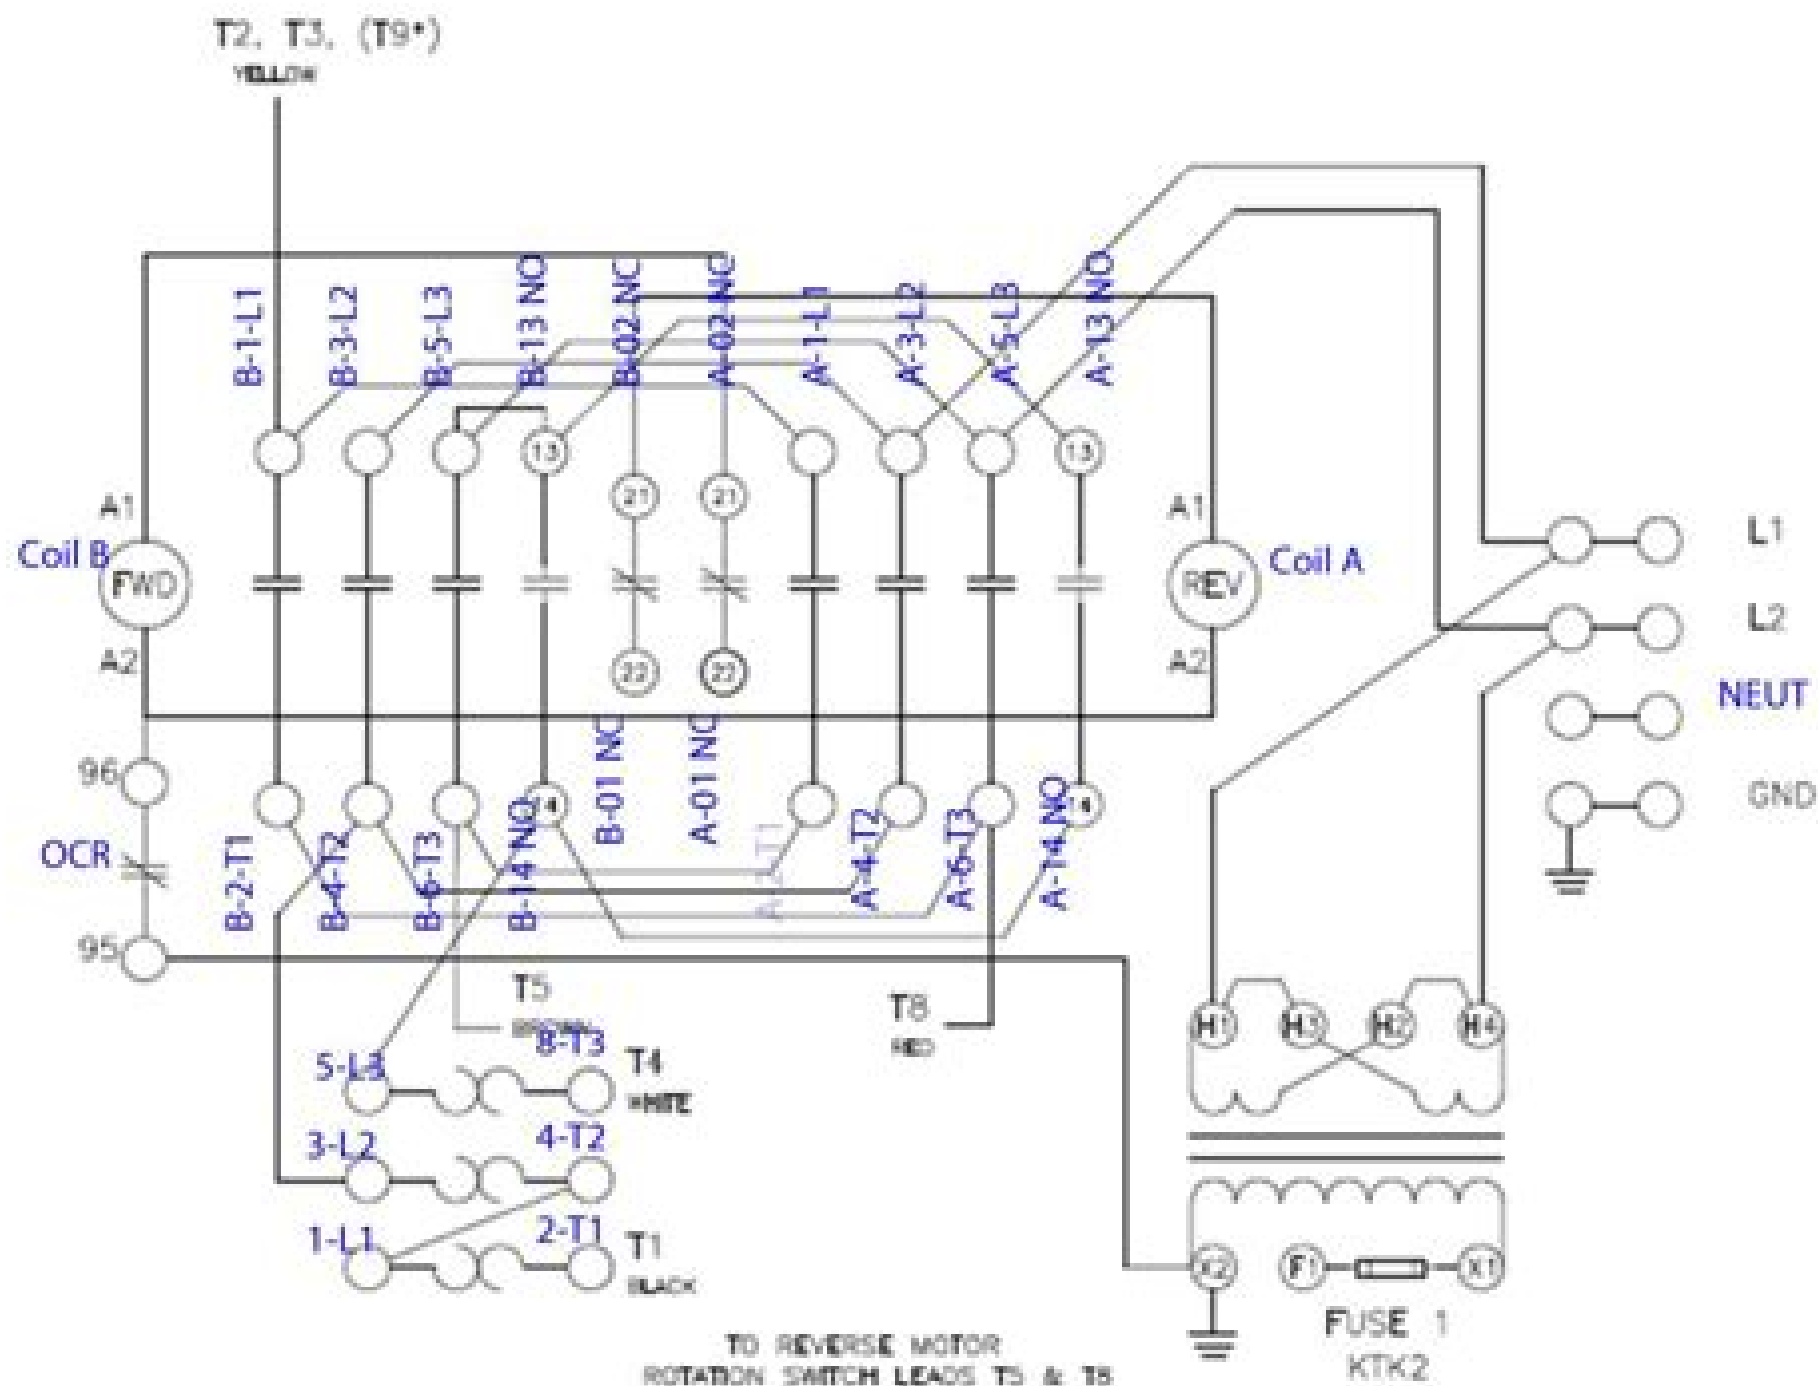 T2, T3, (T9*)
YELLOW
B-1-L1
B-3-L2
B-5-L3
B-13 NO
B-02 NC
A-02 NC
A-1-L1
A-3-L2
A-5-L3
A-13 NO
13
13
21
21
A1
Coil B
FWD
A2
A1
REV
Coil A
A2
22
22
L1
L2
NEUT
GND
96
OCR
95
14
14
B-2-T1
B-4-T2
B-6-T3
B-14 NO
B-01 NC
A-01 NC
A-2-T1
A-4-T2
A-6-T3
A-14 NO
T5
BROWN
T8
RED
5-L3
8-T3
T4
WHITE
3-L2
4-T2
1-L1
2-T1
T1
BLACK
H1
H3
H2
H4
X2
F1
X1
FUSE 1
KTK2
TO REVERSE MOTOR
ROTATION SWITCH LEADS T5 & T8